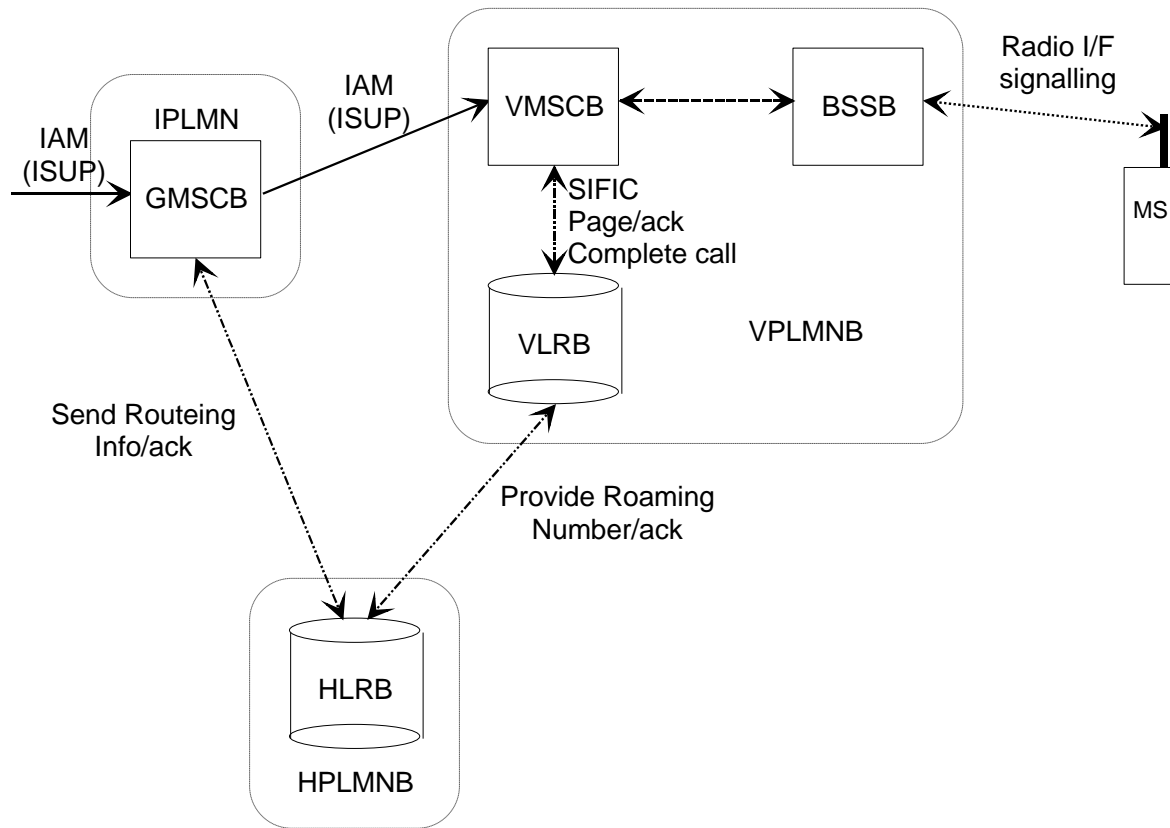 IAM
(ISUP)
IPLMN
GMSCB
IAM
(ISUP)
VMSCB
BSSB
Radio I/F
signalling
MS
SIFIC
Page/ack
Complete call
VLRB
VPLMNB
Send Routeing
Info/ack
Provide Roaming
Number/ack
HLRB
HPLMNB